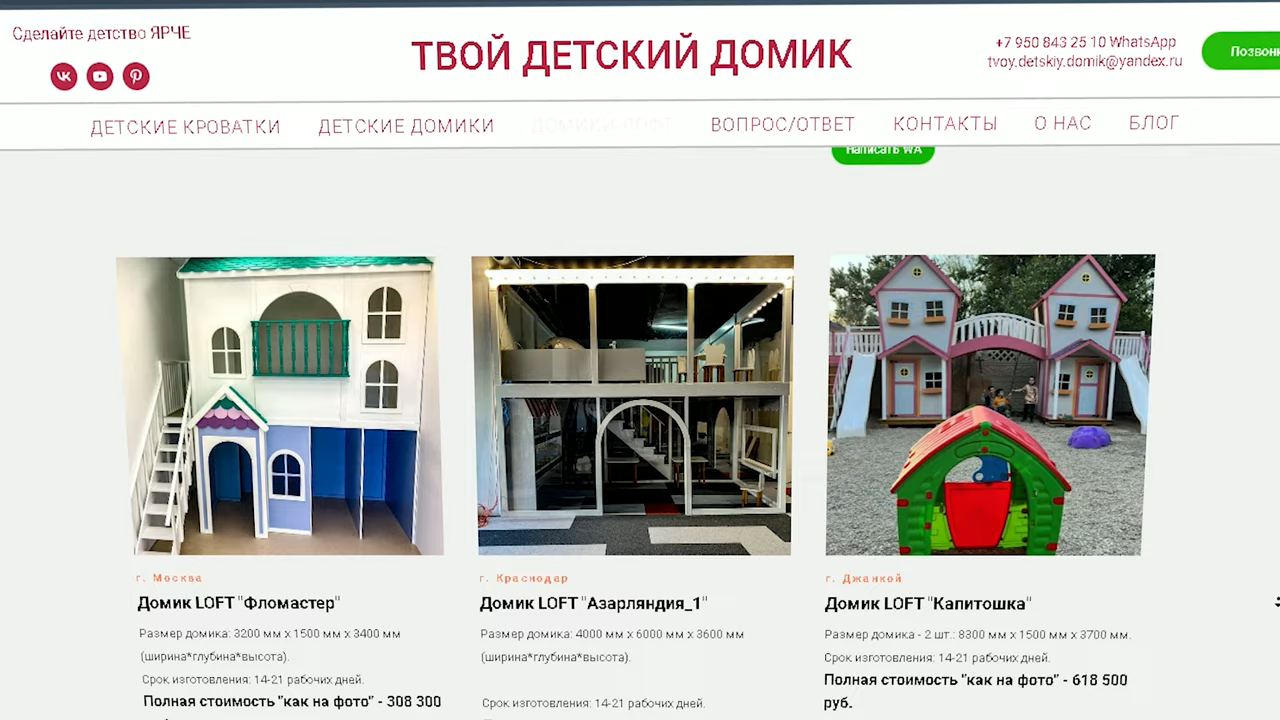 Сделайте детство ЯРЧЕ
ТВОЙ ДЕТСКИЙ ДОМИК
+7 950 843 25 10 WhatsApp
tvoy.detskiy.domik@yandex.ru
ДЕТСКИЕ КРОВАТКИ ДЕТСКИЕ ДОМИКИ ДОМИКИ-ЛОФТ ВОПРОС/ОТВЕТ КОНТАКТЫ О НАС БЛОГ
Написать WA
г. Москва
Домик LOFT "Фломастер"
Размер домика: 3200 мм х 1500 мм х 3400 мм
(ширина*глубина*высота).
Срок изготовления: 14-21 рабочих дней.
Полная стоимость "как на фото" - 308 300
г. Краснодар
Домик LOFT "Азарляндия_1"
Размер домика: 4000 мм х 6000 мм х 3600 мм
(ширина*глубина*высота).
Срок изготовления: 14-21 рабочих дней.
г. Джанкой
Домик LOFT "Капитошка"
Размер домика - 2 шт.: 8300 мм х 1500 мм х 3700 мм.
Срок изготовления: 14-21 рабочих дней.
Полная стоимость "как на фото" - 618 500
руб.